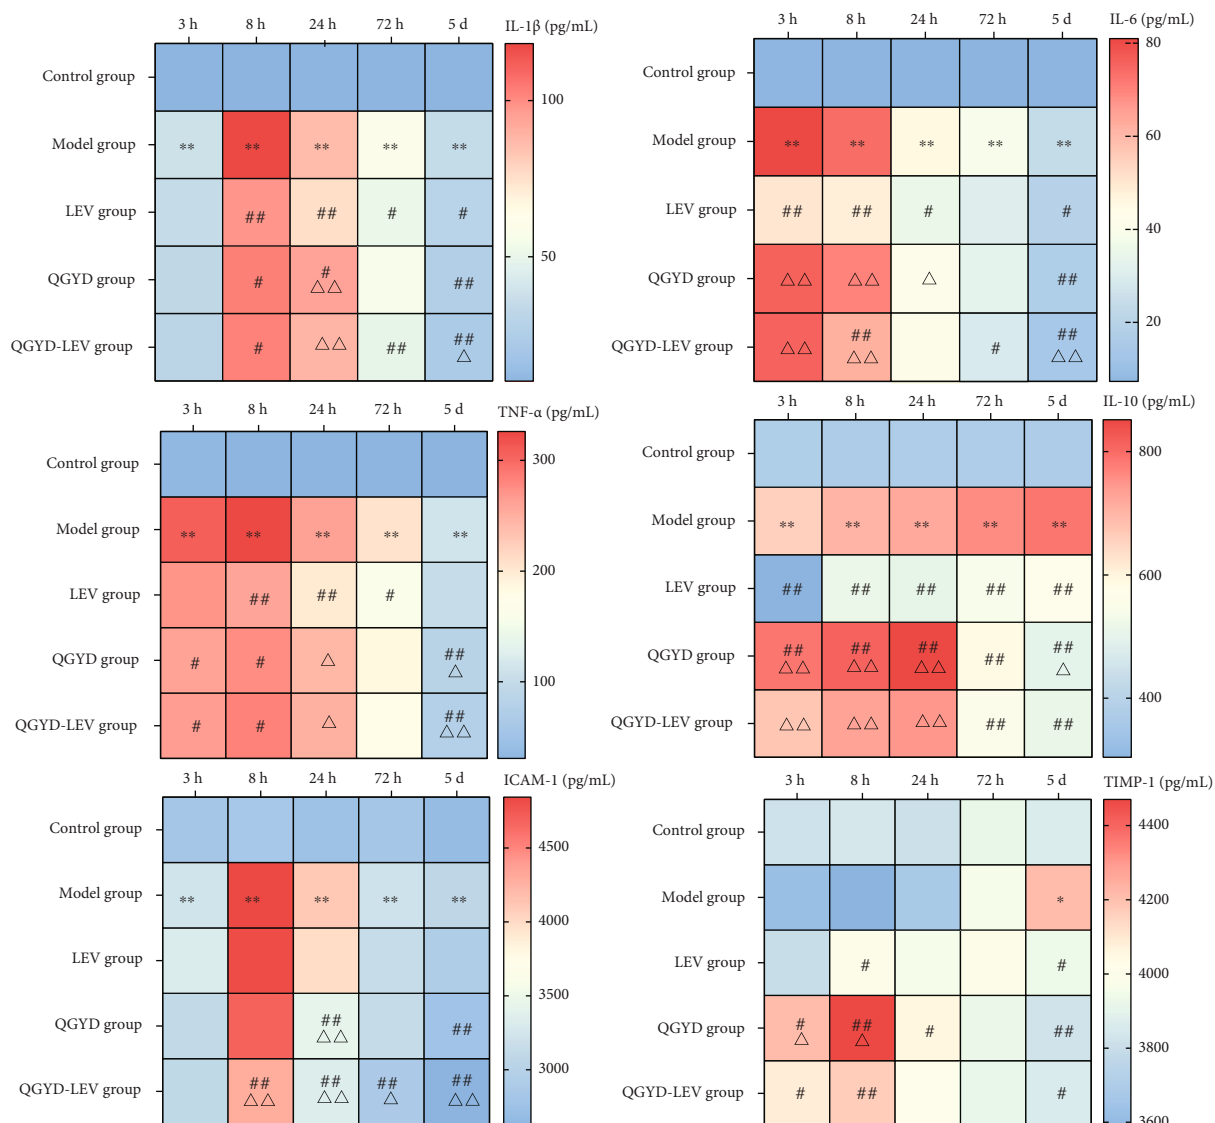 3 h 8 h 24 h 72 h 5 d IL-1β (pg/mL)
Control group
100
Model group ** ** ** ** **
LEV group ## ## # #
50
QGYD group # # ##
△△
QGYD-LEV group # △△ ## ##
△
3 h 8 h 24 h 72 h 5 d IL-6 (pg/mL)
80
Control group
Model group ** ** ** ** **
60
LEV group ## ## # #
40
QGYD group △△ △△ △ ##
20
QGYD-LEV group △△ ## # ##
△△ △△
3 h 8 h 24 h 72 h 5 d TNF-α (pg/mL)
Control group
300
Model group ** ** ** ** **
200
LEV group ## ## #
QGYD group # # △ ##
△
100
QGYD-LEV group # # △ ##
△△
3 h 8 h 24 h 72 h 5 d IL-10 (pg/mL)
Control group
800
Model group ** ** ** ** **
600
LEV group ## ## ## ## ##
QGYD group ## ## ## ## ##
△△ △△ △△ △
400
QGYD-LEV group △△ △△ △△ ## ##
3 h 8 h 24 h 72 h 5 d ICAM-1 (pg/mL)
Control group
4500
Model group ** ** ** ** **
4000
LEV group
3500
QGYD group ## ##
△△
3000
QGYD-LEV group ## ## ## ##
△△ △△ △ △△
3 h 8 h 24 h 72 h 5 d TIMP-1 (pg/mL)
4400
Control group
4200
Model group *
4000
LEV group # #
3800
QGYD group # ## # ##
△ △
QGYD-LEV group # ## #
3600